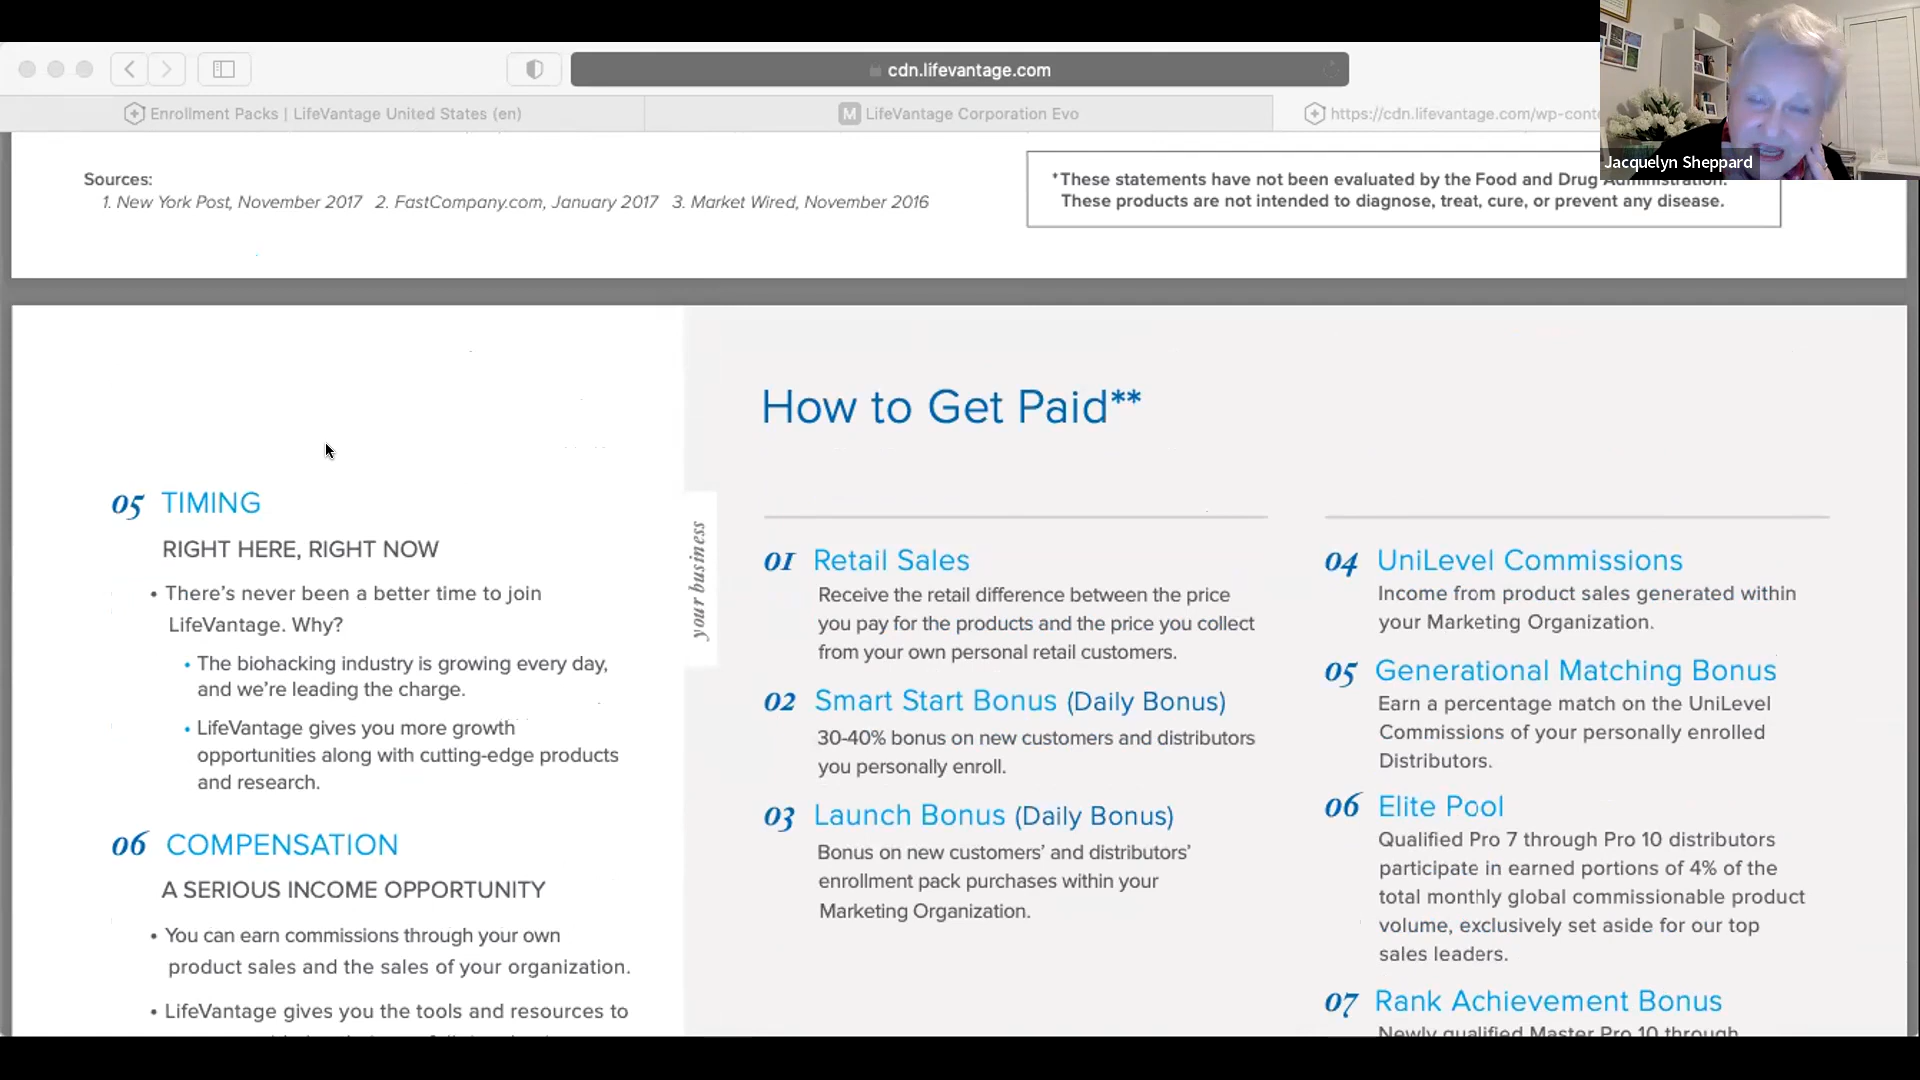 cdn.lifevantage.com
Enrollment Packs | LifeVantage United States (en)
M LifeVantage Corporation Evo
https://cdn.lifevantage.com/wp-conte
Jacquelyn Sheppard
Sources:
1. New York Post, November 2017 2. FastCompany.com, January 2017 3. Market Wired, November 2016
*These statements have not been evaluated by the Food and Drug Administration.
These products are not intended to diagnose, treat, cure, or prevent any disease.
05 TIMING
RIGHT HERE, RIGHT NOW
• There's never been a better time to join
LifeVantage. Why?
• The biohacking industry is growing every day,
and we're leading the charge.
• LifeVantage gives you more growth
opportunities along with cutting-edge products
and research.
06 COMPENSATION
A SERIOUS INCOME OPPORTUNITY
• You can earn commissions through your own
product sales and the sales of your organization.
• LifeVantage gives you the tools and resources to
your business
How to Get Paid**
01 Retail Sales
Receive the retail difference between the price
you pay for the products and the price you collect
from your own personal retail customers.
02 Smart Start Bonus (Daily Bonus)
30-40% bonus on new customers and distributors
you personally enroll.
03 Launch Bonus (Daily Bonus)
Bonus on new customers' and distributors'
enrollment pack purchases within your
Marketing Organization.
04 UniLevel Commissions
Income from product sales generated within
your Marketing Organization.
05 Generational Matching Bonus
Earn a percentage match on the UniLevel
Commissions of your personally enrolled
Distributors.
06 Elite Pool
Qualified Pro 7 through Pro 10 distributors
participate in earned portions of 4% of the
total monthly global commissionable product
volume, exclusively set aside for our top
sales leaders.
07 Rank Achievement Bonus
Newly qualified Master Pro 10 through